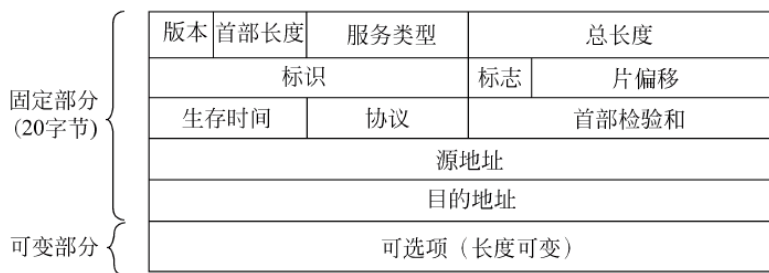 版本 首部长度 服务类型 总长度
标识 标志 片偏移
固定部分
(20字节)
生存时间 协议 首部检验和
源地址
目的地址
可变部分 可选项（长度可变）